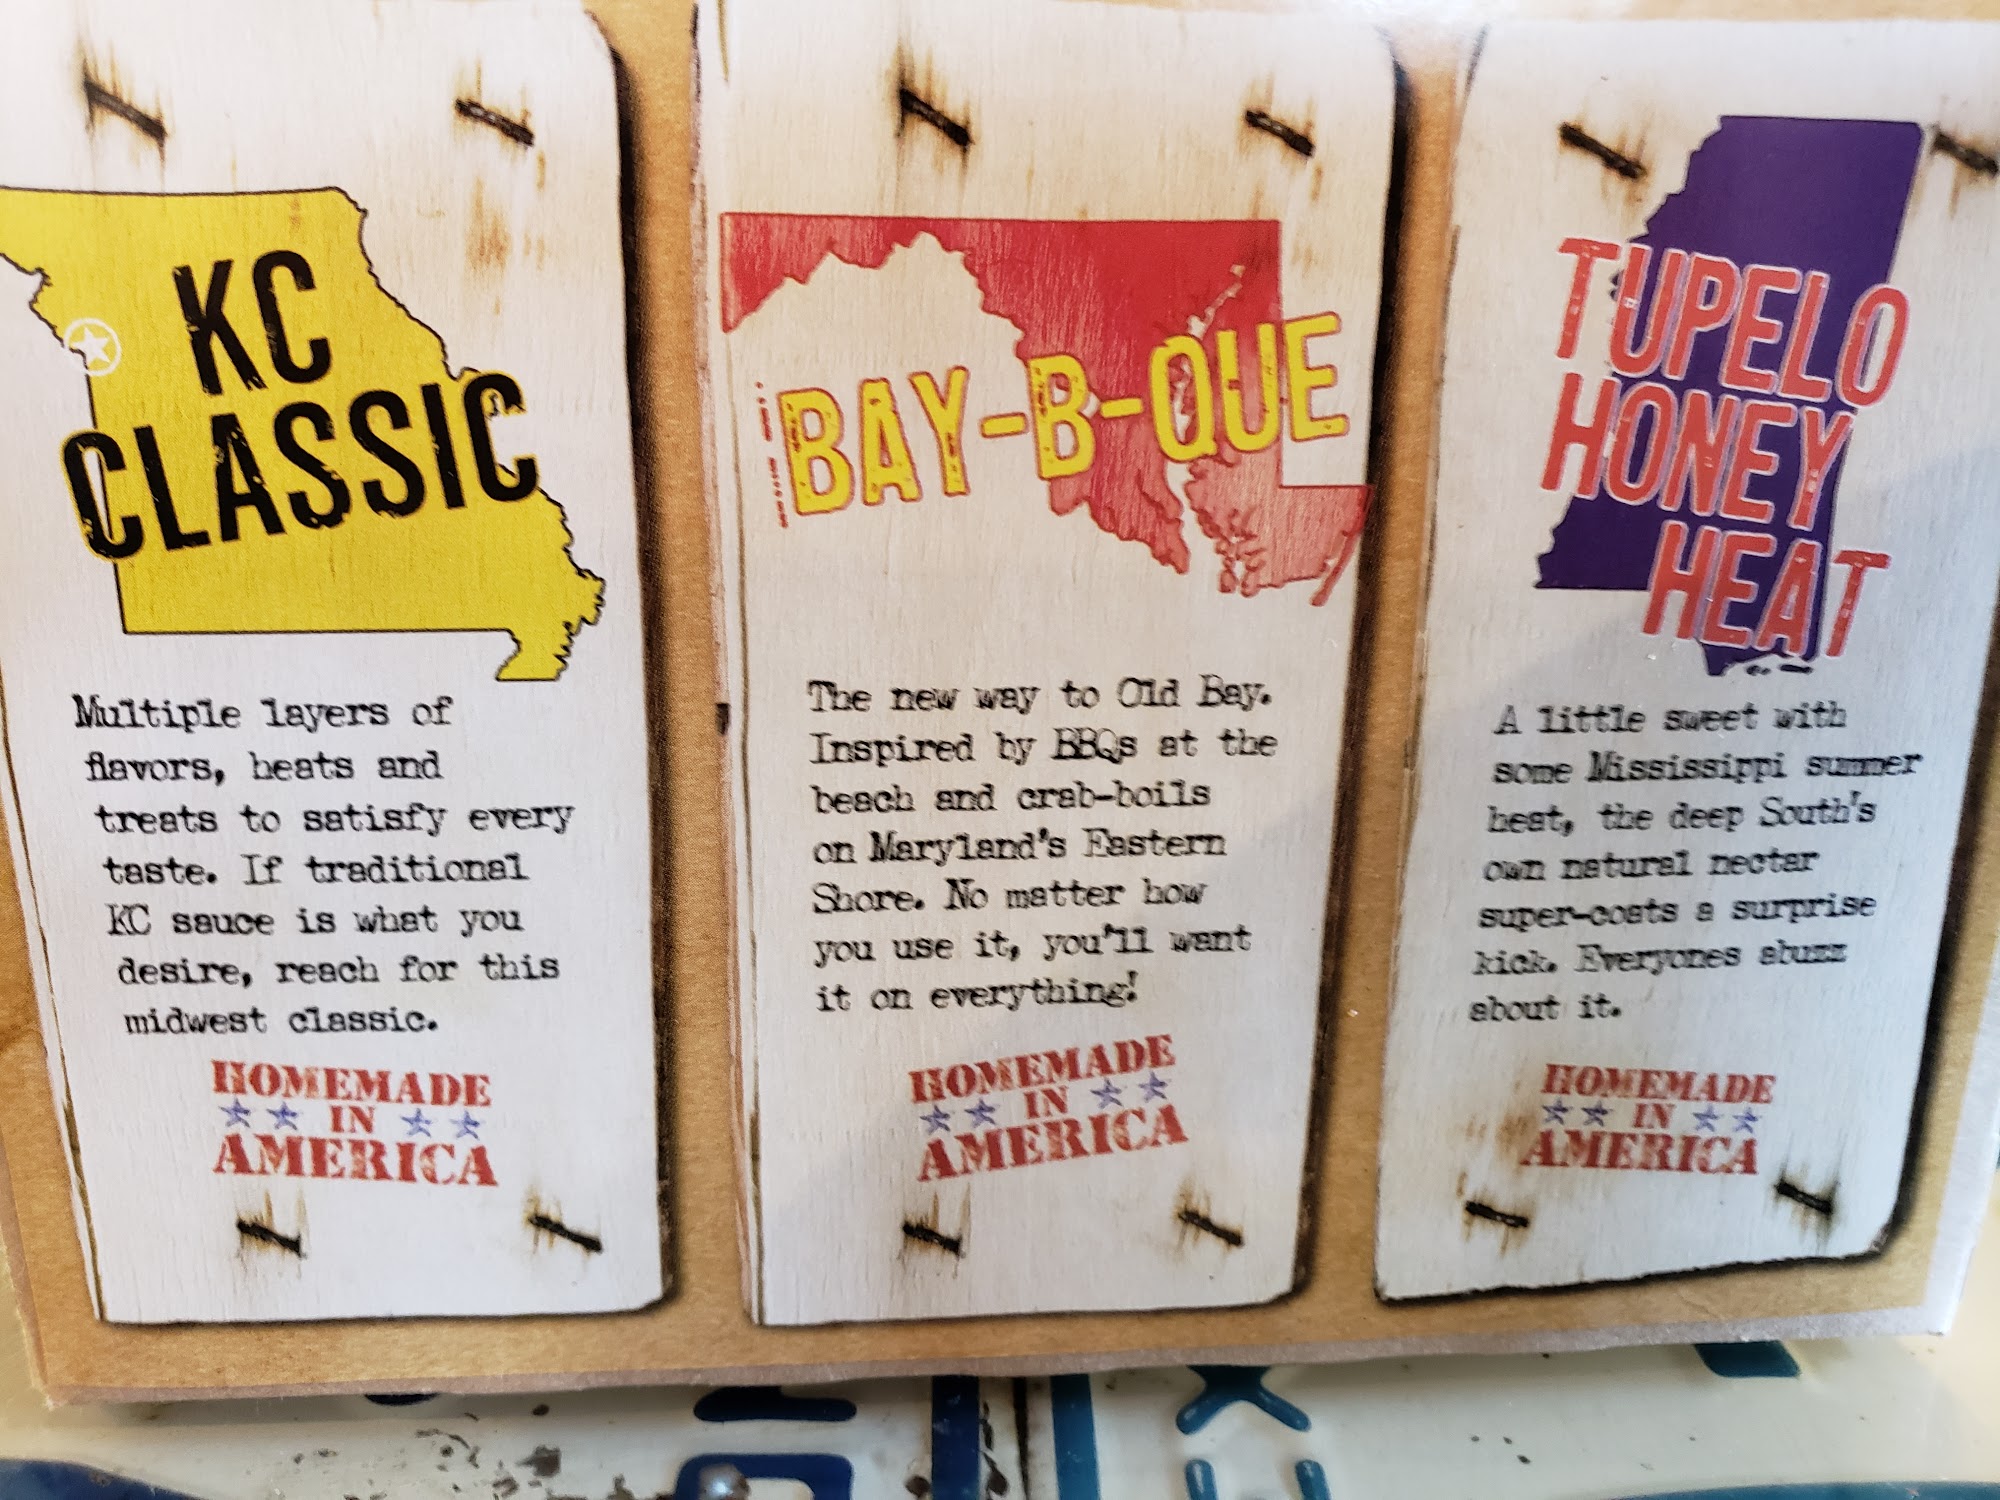 KC
CLASSIC
Multiple layers of
flavors, heats and
treats to satisfy every
taste. If traditional
KC sauce is what you
desire, reach for this
midwest classic.
HOMEMADE
IN
AMERICA
BAY-B-QUE
The new way to Old Bay.
Inspired by BBQs at the
beach and crab-boils
on Maryland's Eastern
Shore. No matter how
you use it, you'll want
it on everything!
HOMEMADE
IN
AMERICA
TUPELO
HONEY
HEAT
A little sweet with
some Mississippi summer
heat, the deep South's
own natural nectar
super-coats a surprise
kick. Everyones abuzz
about it.
HOMEMADE
IN
AMERICA